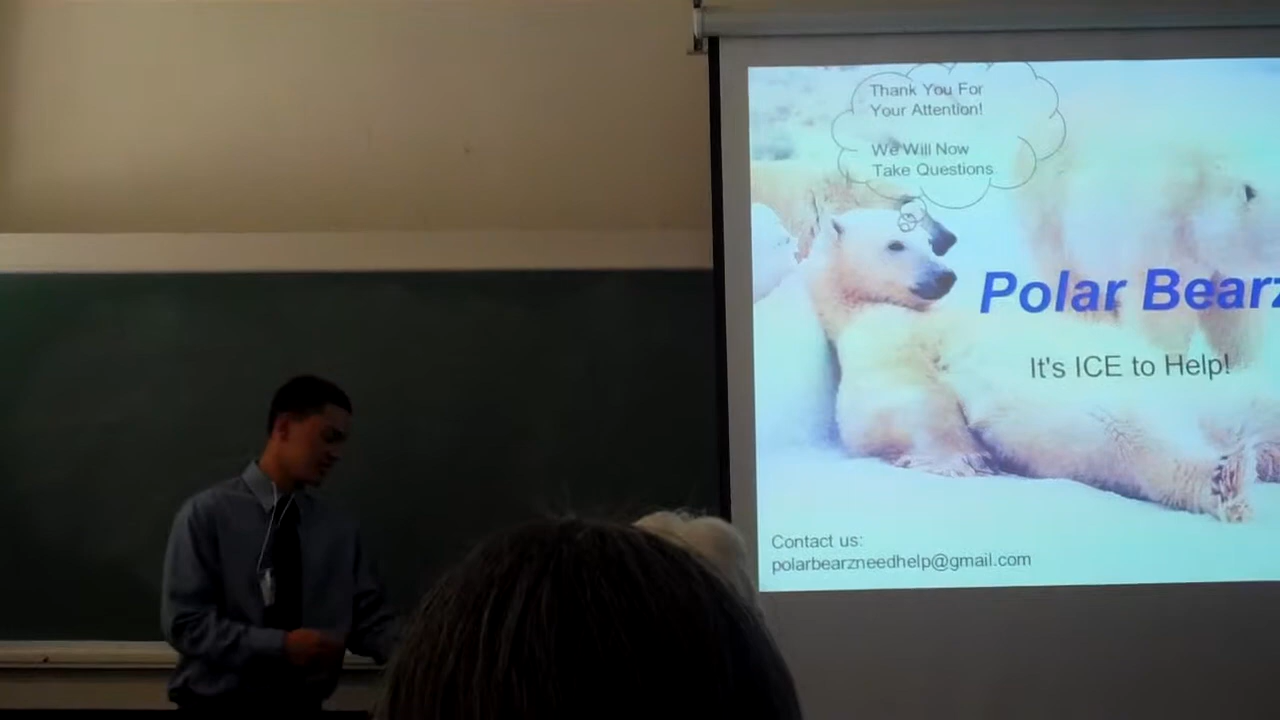 Thank You For
Your Attention!
We Will Now
Take Questions
Polar Bearz
It's ICE to Help!
Contact us:
polarbearzneedhelp@gmail.com